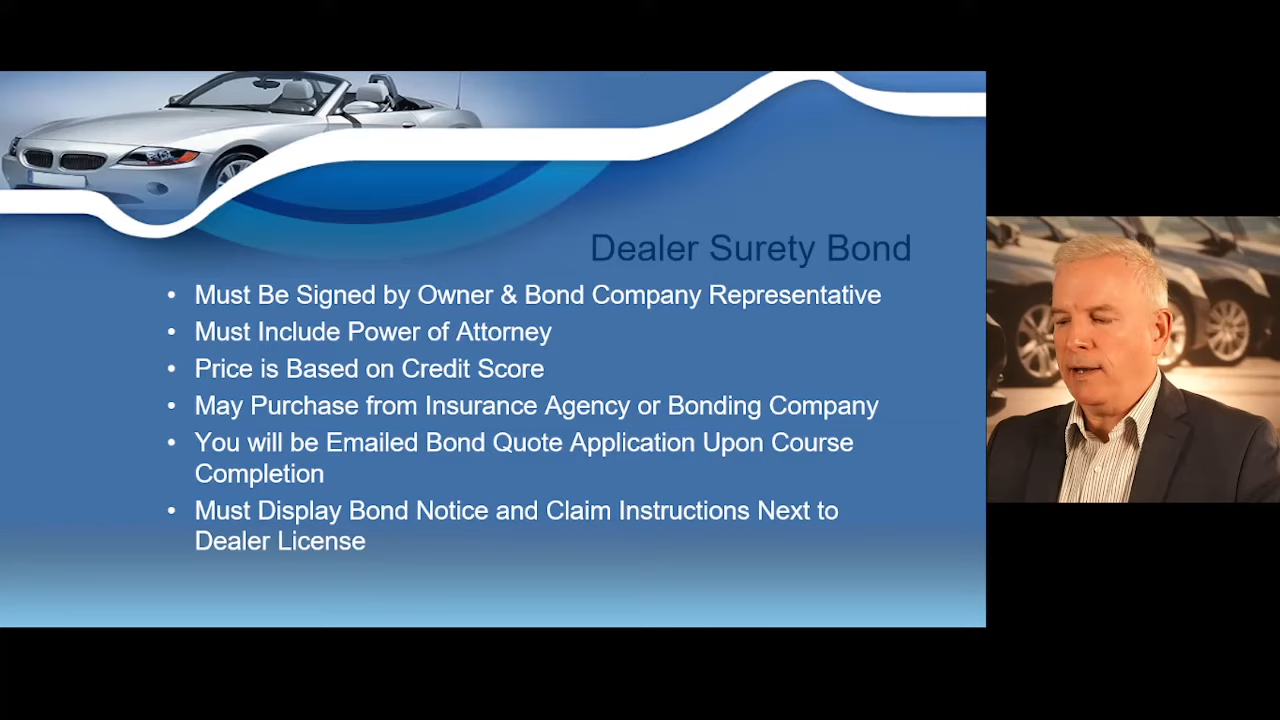 Dealer Surety Bond
• Must Be Signed by Owner & Bond Company Representative
• Must Include Power of Attorney
• Price is Based on Credit Score
• May Purchase from Insurance Agency or Bonding Company
• You will be Emailed Bond Quote Application Upon Course
Completion
• Must Display Bond Notice and Claim Instructions Next to
Dealer License